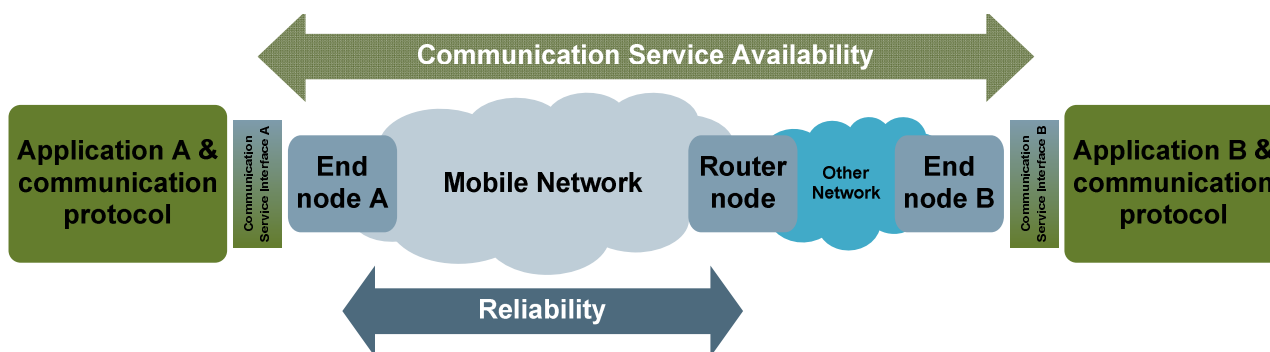 Communication Service Availability
Application A &
communication
protocol
Communication
Service Interface A
End
node A
Mobile Network
Router
node
Other
Network
End
node B
Communication
Service Interface B
Application B &
communication
protocol
Reliability